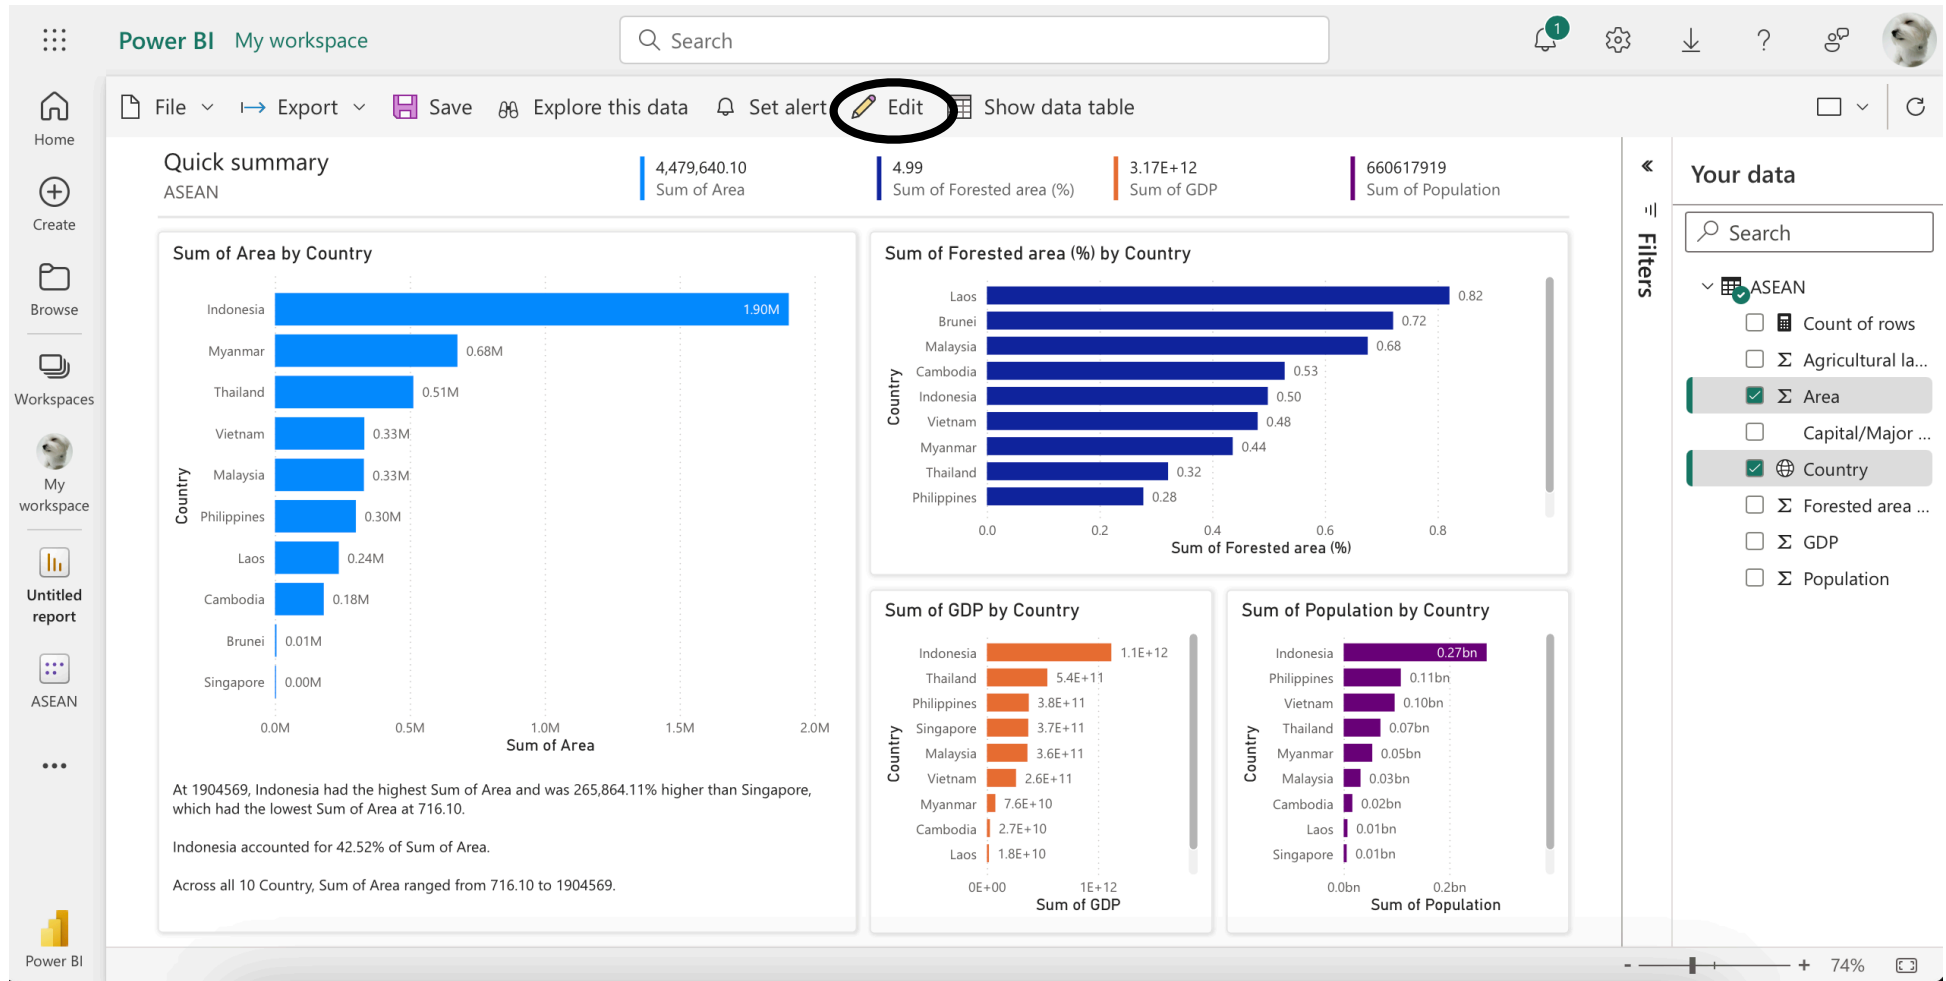 Power BI My workspace
Search
1
File Export Save Explore this data Set alert Edit Show data table
Home
Create
Browse
Workspaces
My
workspace
Untitled
report
ASEAN
Power BI
Quick summary
ASEAN
4,479,640.10
Sum of Area
4.99
Sum of Forested area (%)
3.17E+12
Sum of GDP
660617919
Sum of Population
Sum of Area by Country
Country
Indonesia 1.90M
Myanmar 0.68M
Thailand 0.51M
Vietnam 0.33M
Malaysia 0.33M
Philippines 0.30M
Laos 0.24M
Cambodia 0.18M
Brunei 0.01M
Singapore 0.00M
0.0M 0.5M 1.0M 1.5M 2.0M
Sum of Area
At 1904569, Indonesia had the highest Sum of Area and was 265,864.11% higher than Singapore,
which had the lowest Sum of Area at 716.10.
Indonesia accounted for 42.52% of Sum of Area.
Across all 10 Country, Sum of Area ranged from 716.10 to 1904569.
Sum of Forested area (%) by Country
Country
Laos 0.82
Brunei 0.72
Malaysia 0.68
Cambodia 0.53
Indonesia 0.50
Vietnam 0.48
Myanmar 0.44
Thailand 0.32
Philippines 0.28
0.0 0.2 0.4 0.6 0.8
Sum of Forested area (%)
Sum of GDP by Country
Country
Indonesia 1.1E+12
Thailand 5.4E+11
Philippines 3.8E+11
Singapore 3.7E+11
Malaysia 3.6E+11
Vietnam 2.6E+11
Myanmar 7.6E+10
Cambodia 2.7E+10
Laos 1.8E+10
0E+00 1E+12
Sum of GDP
Sum of Population by Country
Country
Indonesia 0.27bn
Philippines 0.11bn
Vietnam 0.10bn
Thailand 0.07bn
Myanmar 0.05bn
Malaysia 0.03bn
Cambodia 0.02bn
Laos 0.01bn
Singapore 0.01bn
0.0bn 0.2bn
Sum of Population
Filters
Your data
Search
ASEAN
Count of rows
Σ Agricultural la...
Σ Area
Capital/Major ...
Country
Σ Forested area ...
Σ GDP
Σ Population
- + 74%